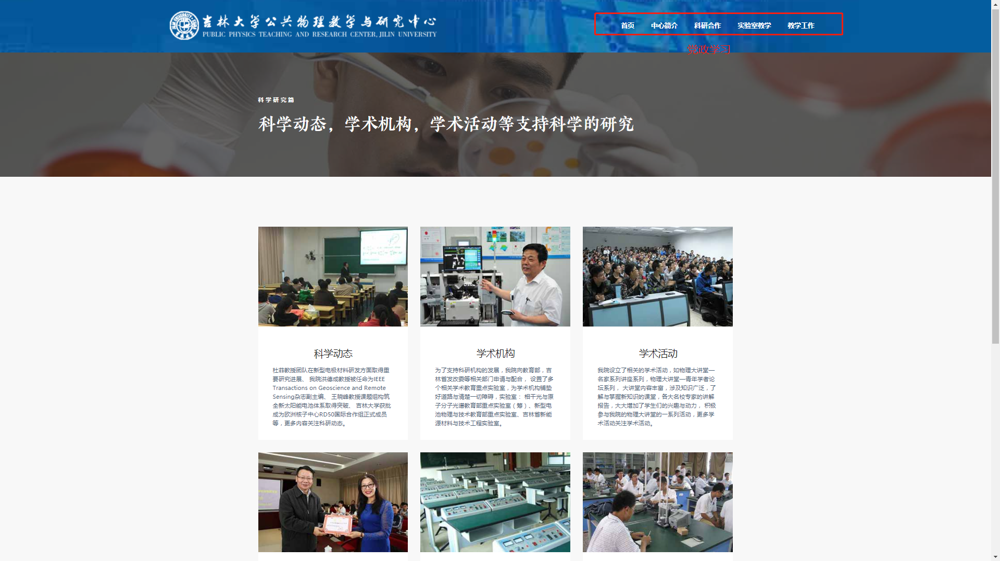 吉林大学公共物理教学与研究中心
PUBLIC PHYSICS TEACHING AND RESEARCH CENTER, JILIN UNIVERSITY
首页 中心简介 科研合作 实验室教学 教学工作
党政学习
科学研究篇
科学动态，学术机构，学术活动等支持科学的研究
科学动态
杜菲教授团队在新型电极材料研发方面取得重
要研究进展、 我院洪德成教授被任命为IEEE
Transactions on Geoscience and Remote
Sensing杂志副主编、 王晓峰教授课题组构筑
全新太阳能电池体系取得突破、 吉林大学获批
成为欧洲核子中心RD50国际合作组正式成员
等，更多内容关注科研动态。
学术机构
为了支持科研机构的发展，我院向教育部，吉
林省发改委等相关部门申请与配合， 设置了多
个相关学术教育重点实验室，为学术机构铺垫
好道路与清楚一切障碍，实验室： 相干光与原
子分子光谱教育部重点实验室（筹）、新型电
池物理与技术教育部重点实验室、吉林省新能
源材料与技术工程实验室。
学术活动
我院设立了相关的学术活动，如物理大讲堂—
名家系列讲座系列，物理大讲堂—青年学者论
坛系列， 大讲堂内容丰富，涉及知识广泛，了
解与掌握新知识的课堂，各大名校专家的讲解
报告，大大增加了学生们的兴趣与动力， 积极
参与我院的物理大讲堂的一系列活动，更多学
术活动关注学术活动。